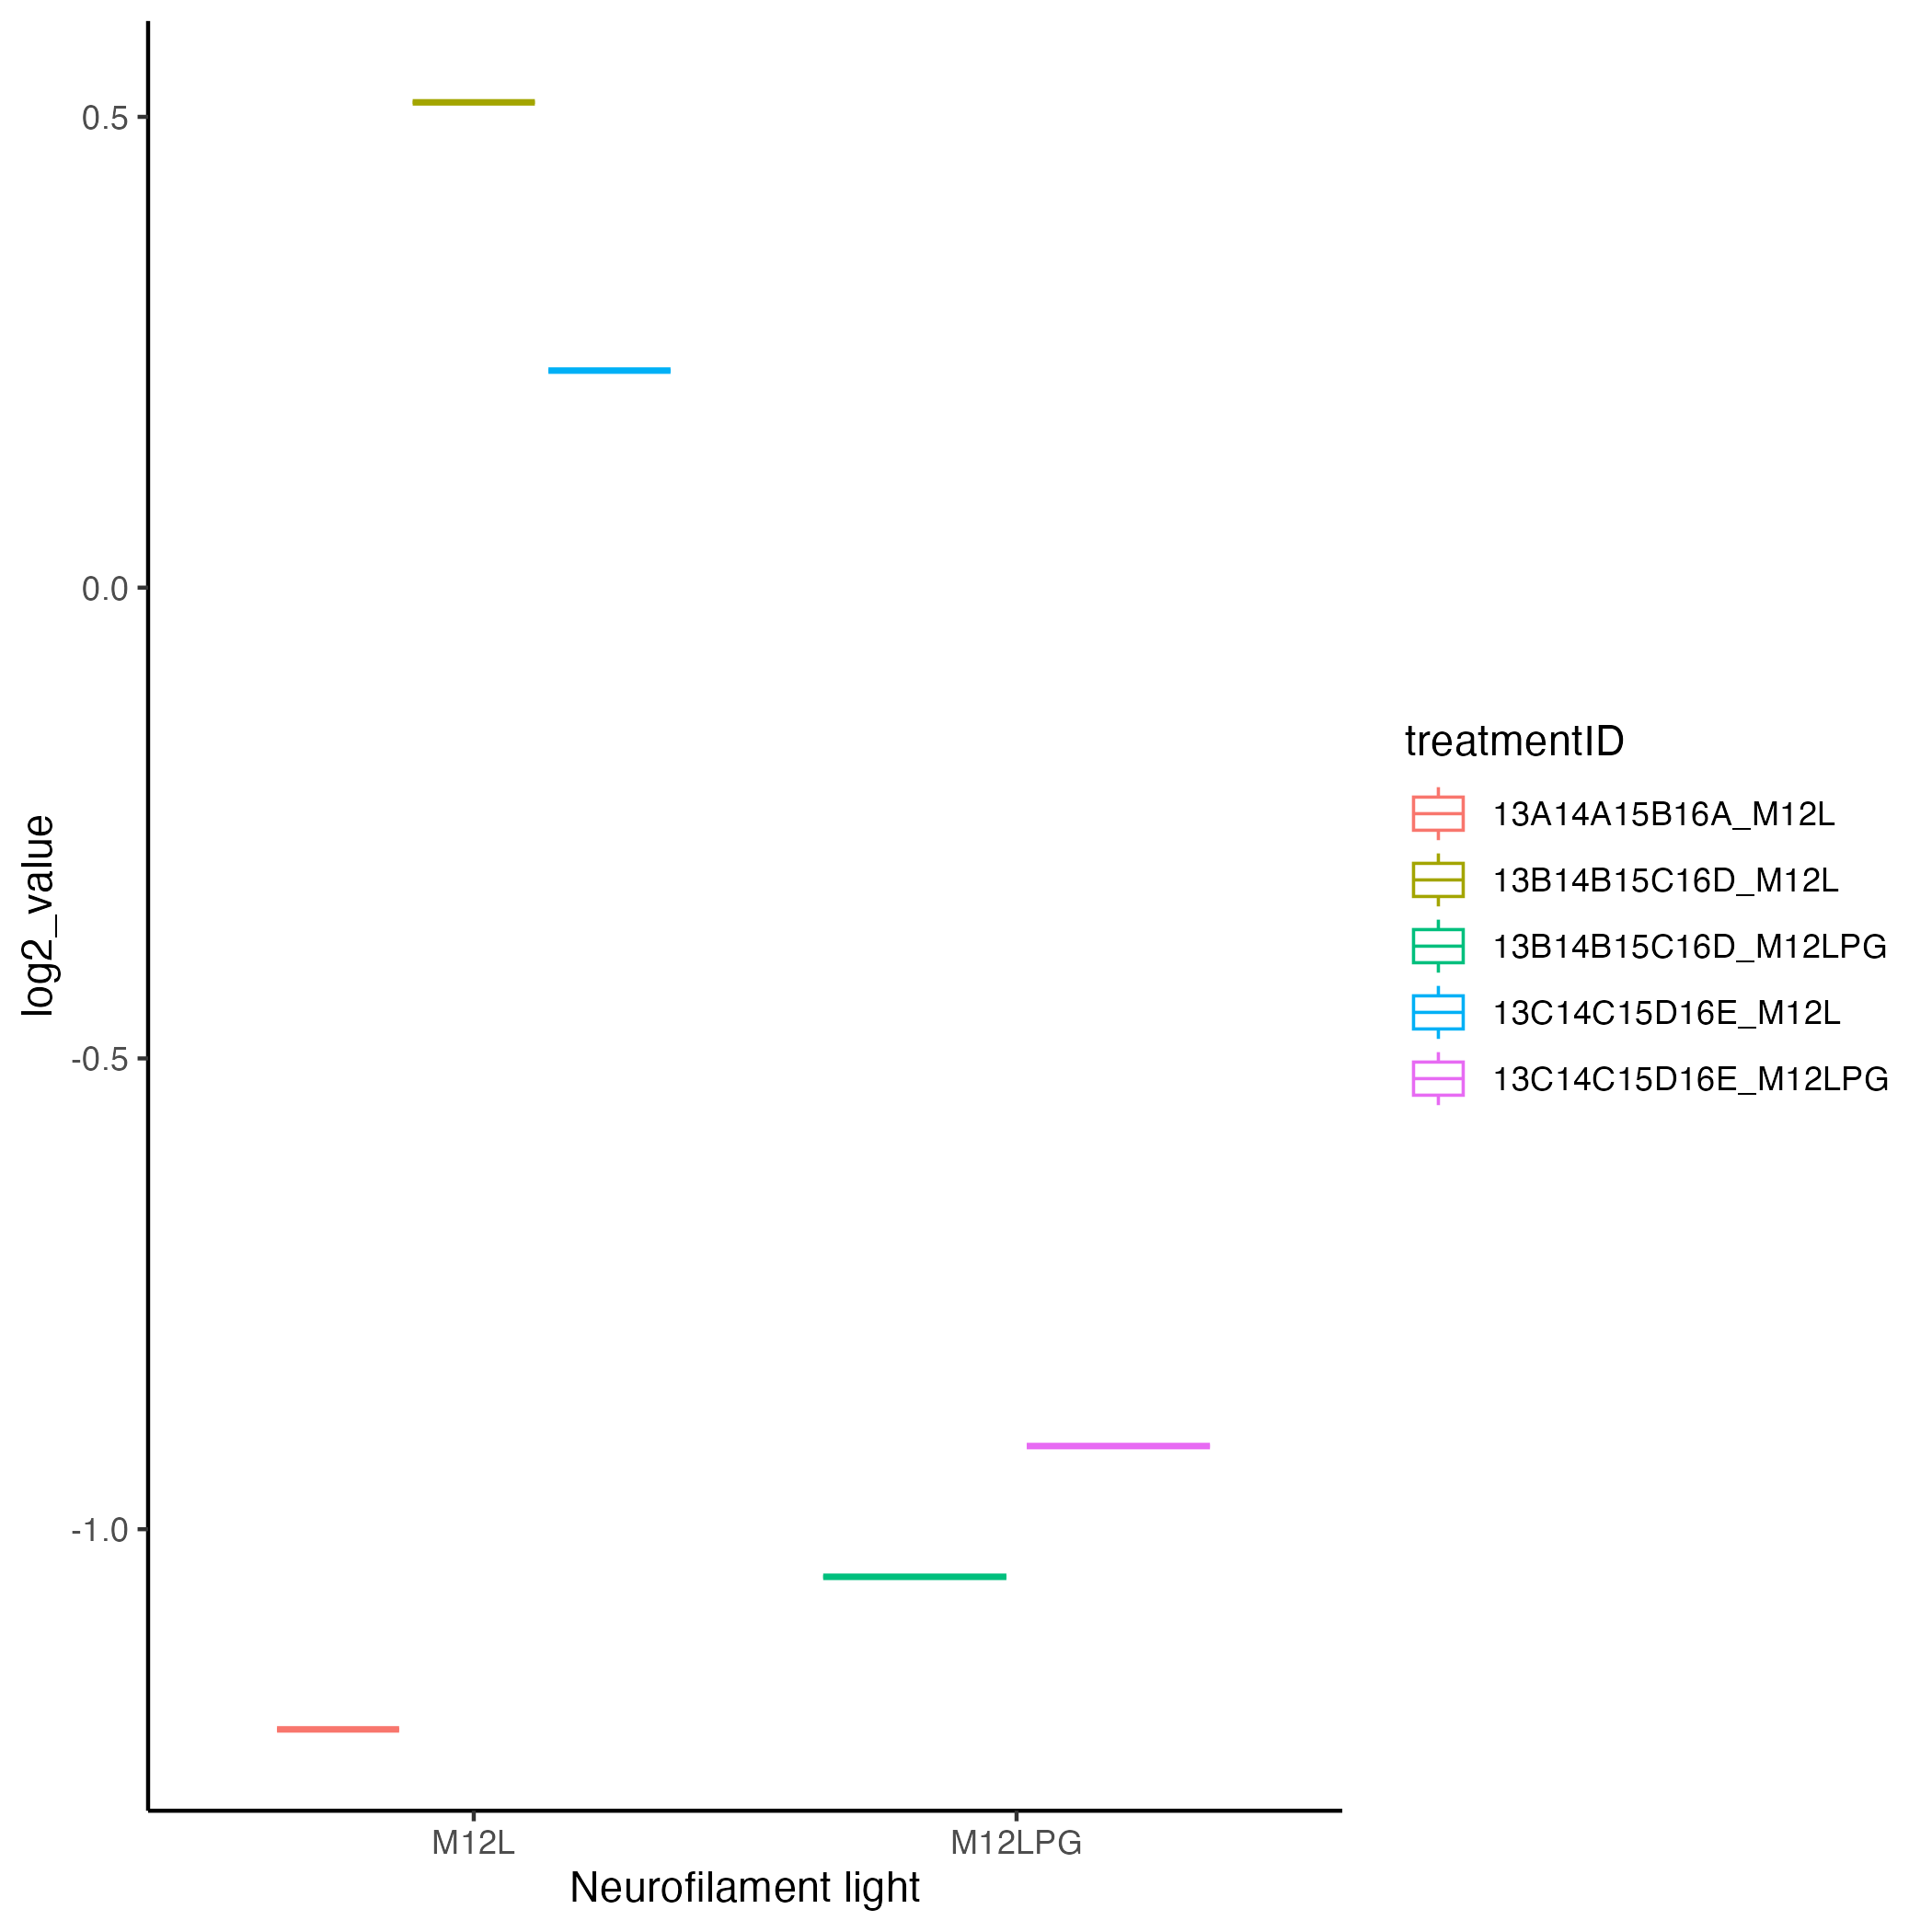 0.5
0.0
-0.5
-1.0
log2_value
M12L
M12LPG
Neurofilament light
treatmentID
13A14A15B16A_M12L
13B14B15C16D_M12L
13B14B15C16D_M12LPG
13C14C15D16E_M12L
13C14C15D16E_M12LPG